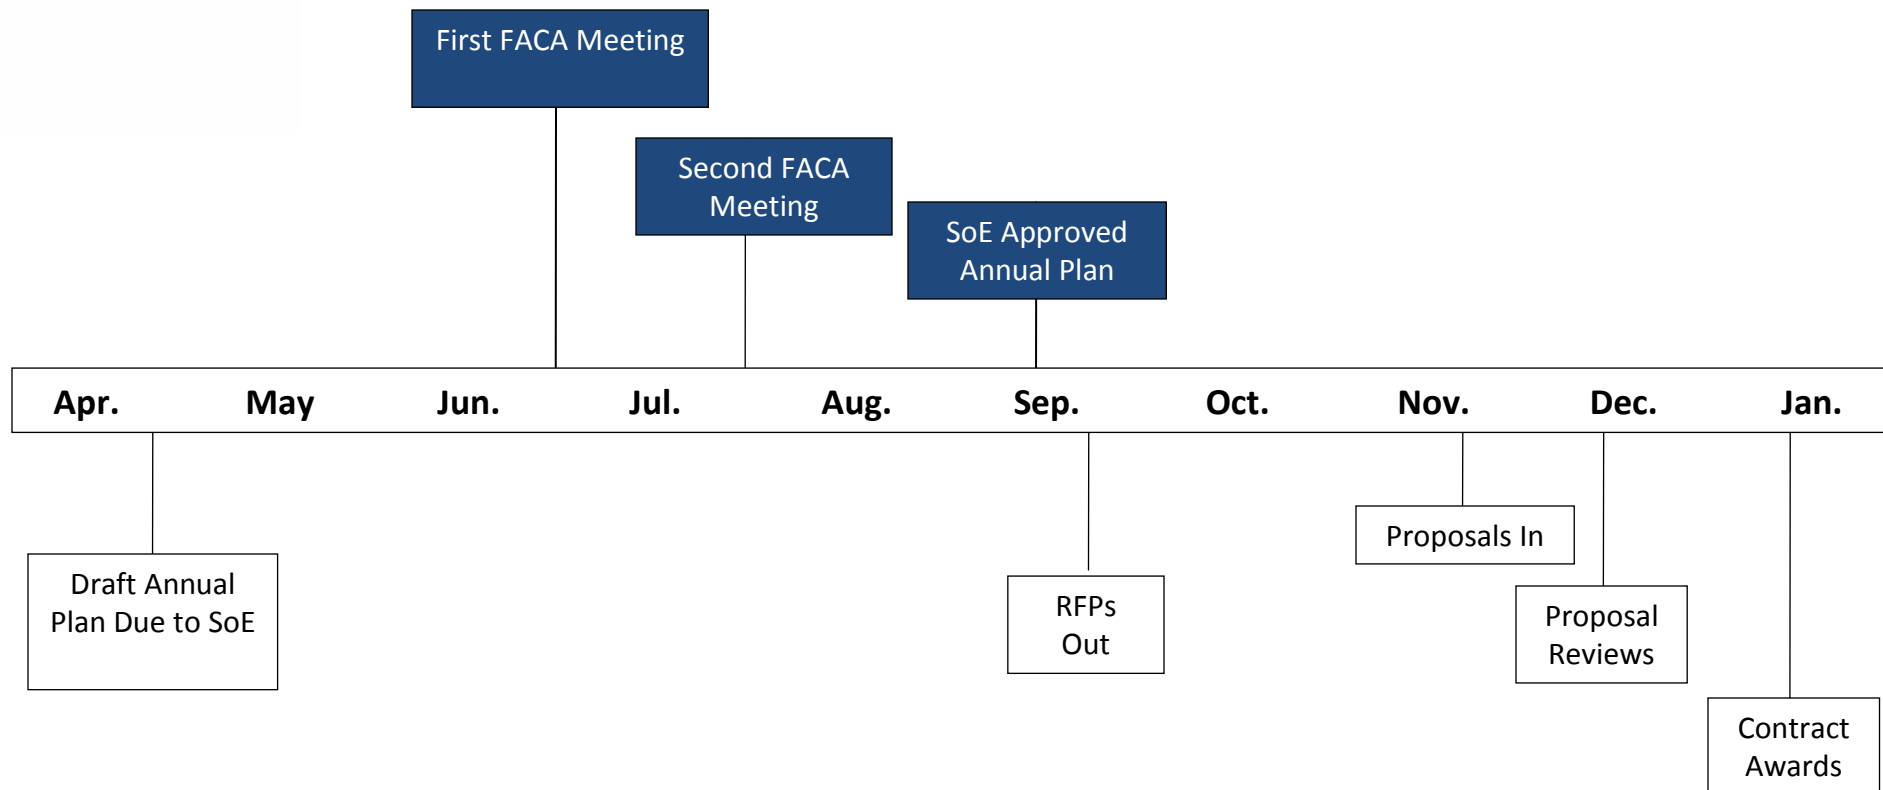 First FACA Meeting
Second FACA
Meeting
SoE Approved
Annual Plan
Apr. May Jun. Jul. Aug. Sep. Oct. Nov. Dec. Jan.
Draft Annual
Plan Due to SoE
RFPs
Out
Proposals In
Proposal
Reviews
Contract
Awards